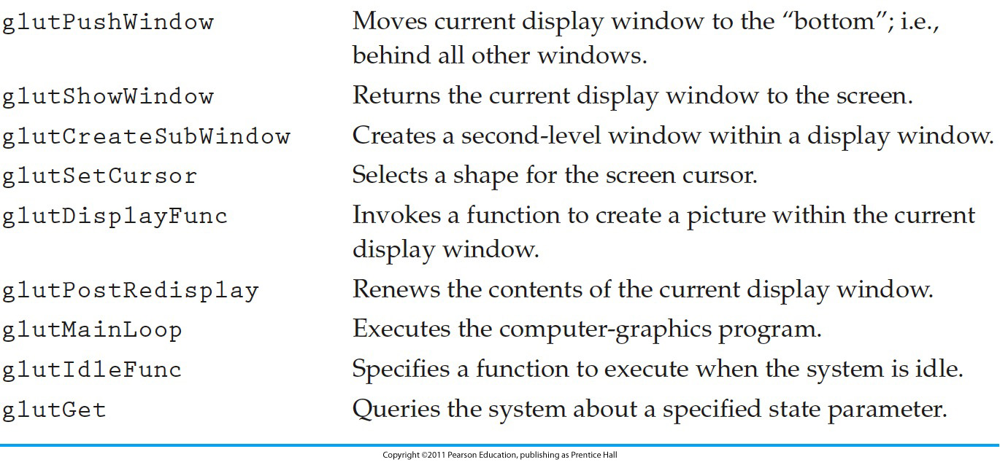 glutPushWindow Moves current display window to the “bottom”; i.e.,
behind all other windows.
glutShowWindow Returns the current display window to the screen.
glutCreateSubWindow Creates a second-level window within a display window.
glutSetCursor Selects a shape for the screen cursor.
glutDisplayFunc Invokes a function to create a picture within the current
display window.
glutPostRedisplay Renews the contents of the current display window.
glutMainLoop Executes the computer-graphics program.
glutIdleFunc Specifies a function to execute when the system is idle.
glutGet Queries the system about a specified state parameter.
Copyright ©2011 Pearson Education, publishing as Prentice Hall